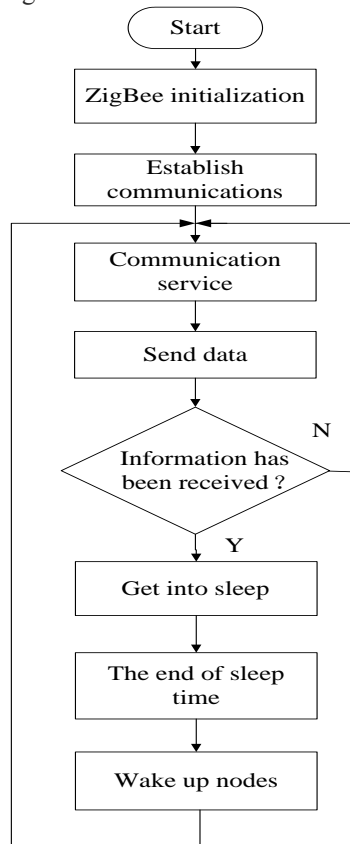 Start
ZigBee initialization
Establish
communications
Communication
service
Send data
N
Information has
been received ?
Y
Get into sleep
The end of sleep
time
Wake up nodes